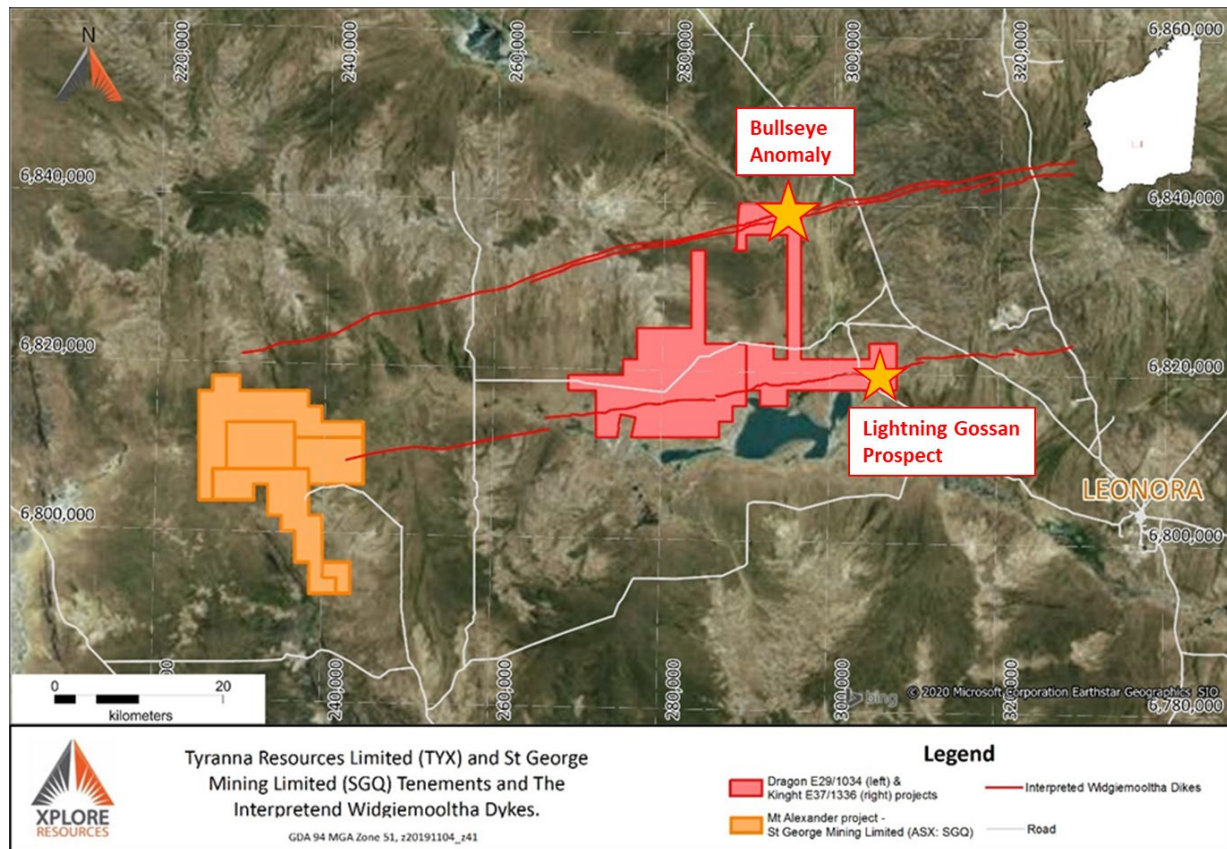 N
220,000
240,000
260,000
280,000
300,000
320,000
6,860,000
6,840,000
6,840,000
Bullseye
Anomaly
6,820,000
6,820,000
Lightning Gossan
Prospect
LEONORA
6,800,000
6,800,000
240,000
260,000
280,000
300,000
6,780,000
0 20
kilometers
bing
© 2020 Microsoft Corporation Earthstar Geographics SIO
XPLORE
RESOURCES
Tyranna Resources Limited (TYX) and St George
Mining Limited (SGQ) Tenements and The
Interpretend Widgiemooltha Dykes.
GDA 94 MGA Zone 51, z20191104_z41
Legend
Dragon E29/1034 (left) &
Kinght E37/1336 (right) projects
Interpreted Widgiemooltha Dikes
Mt Alexander project -
St George Mining Limited (ASX: SGQ)
Road